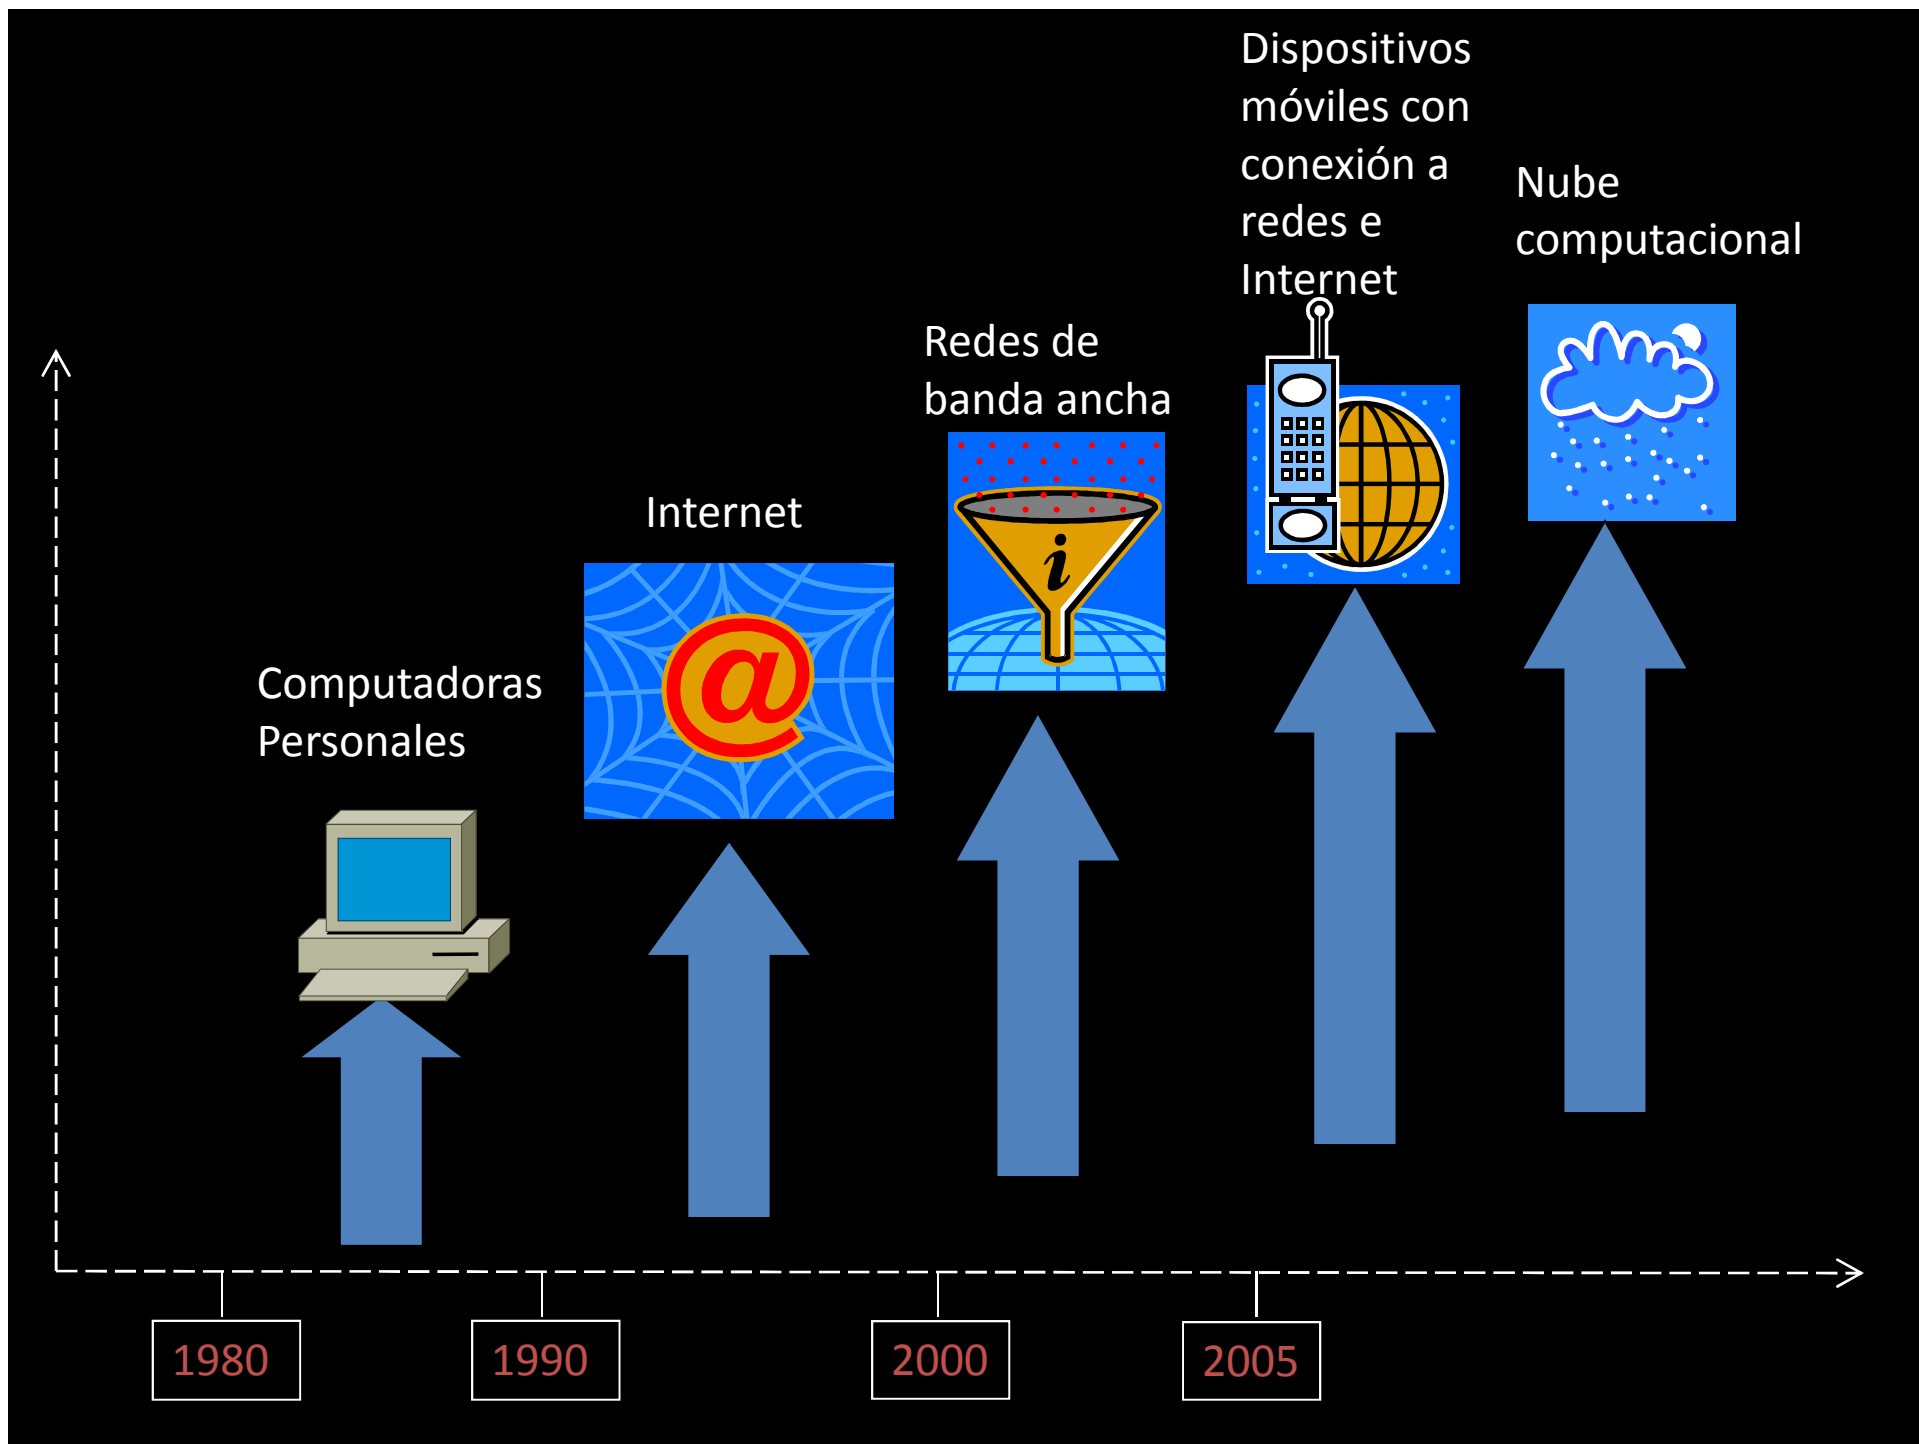 Dispositivos
móviles con
conexión a
redes e
Internet
Nube
computacional
Redes de
banda ancha
i
Internet
@
Computadoras
Personales
1980
1990
2000
2005